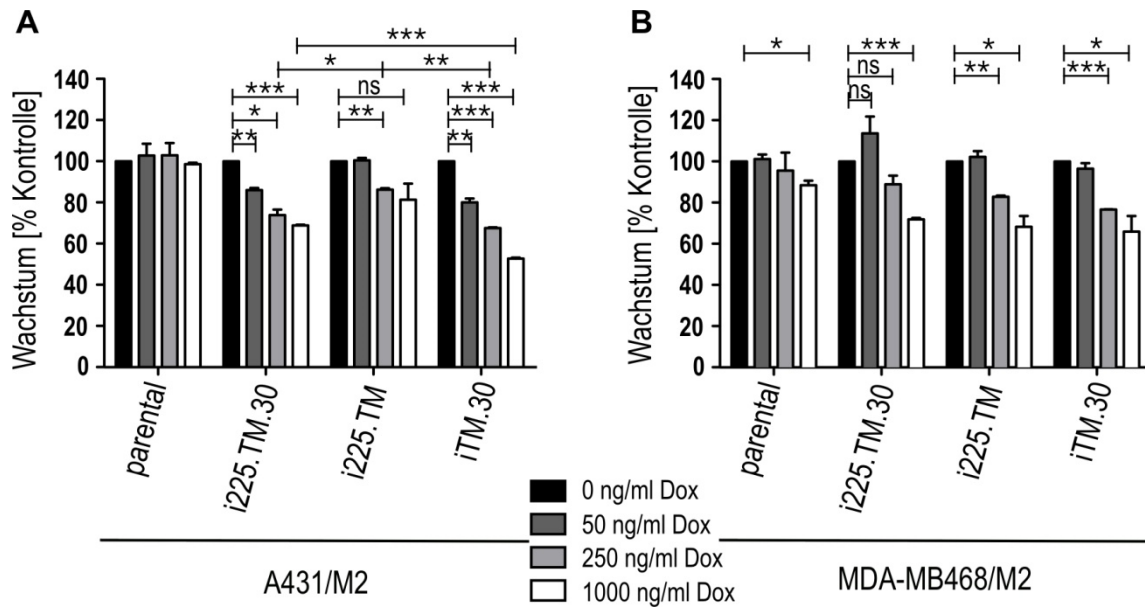 A
Wachstum [% Kontrolle]
140
120
100
80
60
40
20
0
***
* **
*** ns ***
* ** ***
** **
parental
i225.TM.30
i225.TM
iTM.30
A431/M2
B
Wachstum [% Kontrolle]
140
120
100
80
60
40
20
0
* *** * *
ns ** ***
ns
parental
i225.TM.30
i225.TM
iTM.30
MDA-MB468/M2
0 ng/ml Dox
50 ng/ml Dox
250 ng/ml Dox
1000 ng/ml Dox